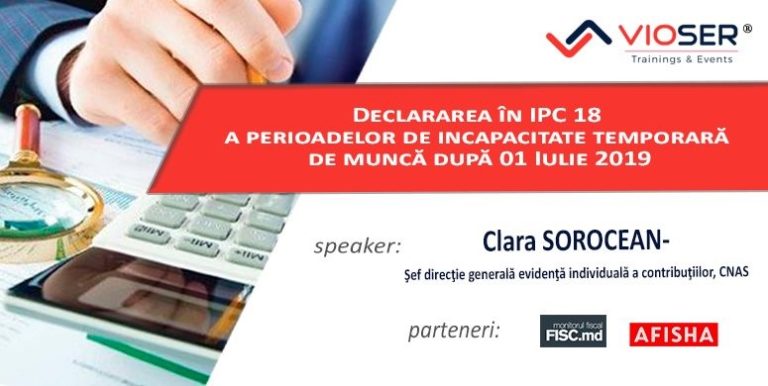 VIOSER®
Trainings & Events
DECLARAREA ÎN IPC 18
A PERIOADELOR DE INCAPACITATE TEMPORARĂ
DE MUNCĂ DUPĂ 01 IULIE 2019
speaker: Clara SOROCEAN-
Şef direcţie generală evidenţă individuală a contribuţiilor, CNAS
parteneri:
monitorul fiscal
FISC.md
AFISHA